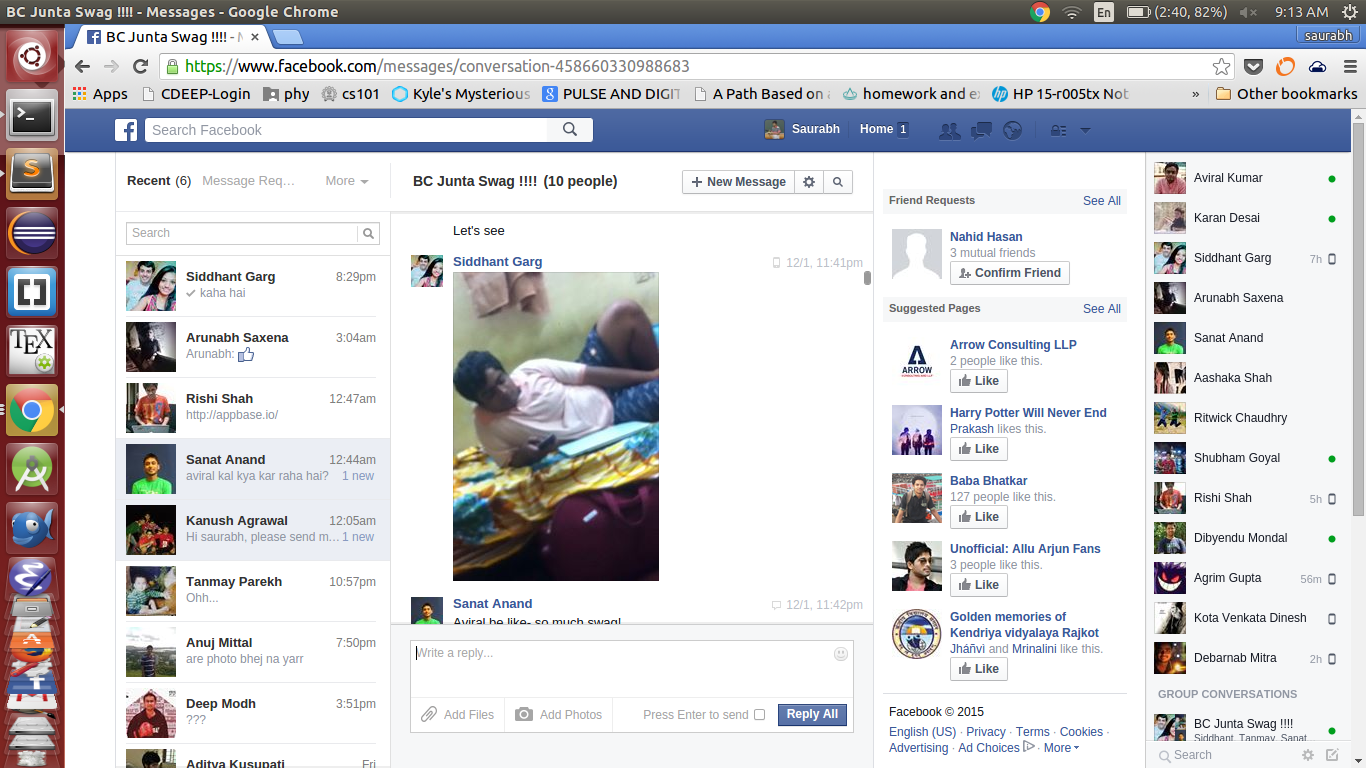 BC Junta Swag !!!! - Messages - Google Chrome
En
(2:40, 82%)
9:13 AM
BC Junta Swag !!!! -
saurabh
https://www.facebook.com/messages/conversation-458660330988683
Apps
CDEEP-Login
phy
cs101
Kyle's Mysterious
PULSE AND DIGIT
A Path Based on
homework and
HP 15-r005tx Not
»
Other bookmarks
Search Facebook
Saurabh
Home 1
Recent (6)
Message Req...
More
BC Junta Swag !!!! (10 people)
+ New Message
Search
Siddhant Garg 8:29pm
kaha hai
Arunabh Saxena 3:04am
Arunabh:
Rishi Shah 12:47am
http://appbase.io/
Sanat Anand 12:44am
aviral kal kya kar raha hai? 1 new
Kanush Agrawal 12:05am
Hi saurabh, please send m... 1 new
Tanmay Parekh 10:57pm
Ohh...
Anuj Mittal 7:50pm
are photo bhej na yarr
Deep Modh 3:51pm
???
Aditya Kusupati Fri
Let's see
Siddhant Garg 12/1, 11:41pm
Sanat Anand 12/1, 11:42pm
Aviral be like- so much swag!
Write a reply...
Add Files
Add Photos
Press Enter to send
Reply All
Friend Requests See All
Nahid Hasan
3 mutual friends
Confirm Friend
Suggested Pages See All
ARROW
Arrow Consulting LLP
2 people like this.
Like
Harry Potter Will Never End
Prakash likes this.
Like
Baba Bhatkar
127 people like this.
Like
Unofficial: Allu Arjun Fans
3 people like this.
Like
Golden memories of
Kendriya vidyalaya Rajkot
Jháñvì and Mrinalini like this.
Like
Facebook © 2015
English (US) · Privacy · Terms · Cookies ·
Advertising · Ad Choices · More
Aviral Kumar
Karan Desai
Siddhant Garg 7h
Arunabh Saxena
Sanat Anand
Aashaka Shah
Ritwick Chaudhry
Shubham Goyal
Rishi Shah 5h
Dibyendu Mondal
Agrim Gupta 56m
Kota Venkata Dinesh
Debarnab Mitra 2h
GROUP CONVERSATIONS
BC Junta Swag !!!!
Siddhant, Tanmay, Sanat
Search
TEX